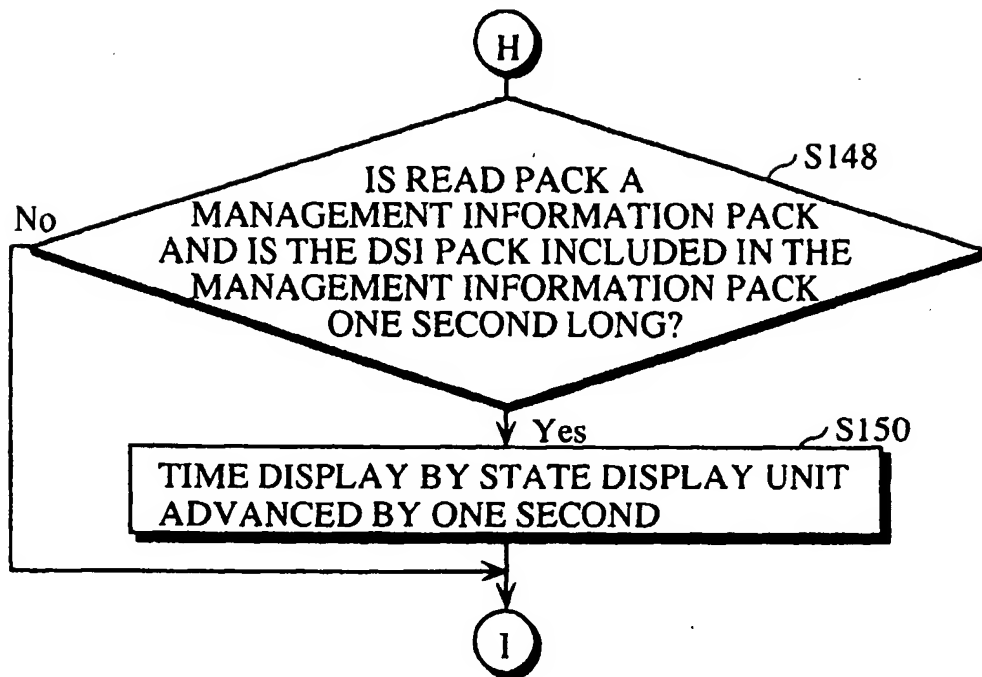 H
S148
IS READ PACK A
MANAGEMENT INFORMATION PACK
AND IS THE DSI PACK INCLUDED IN THE
MANAGEMENT INFORMATION PACK
ONE SECOND LONG?
No
Yes
S150
TIME DISPLAY BY STATE DISPLAY UNIT
ADVANCED BY ONE SECOND
I